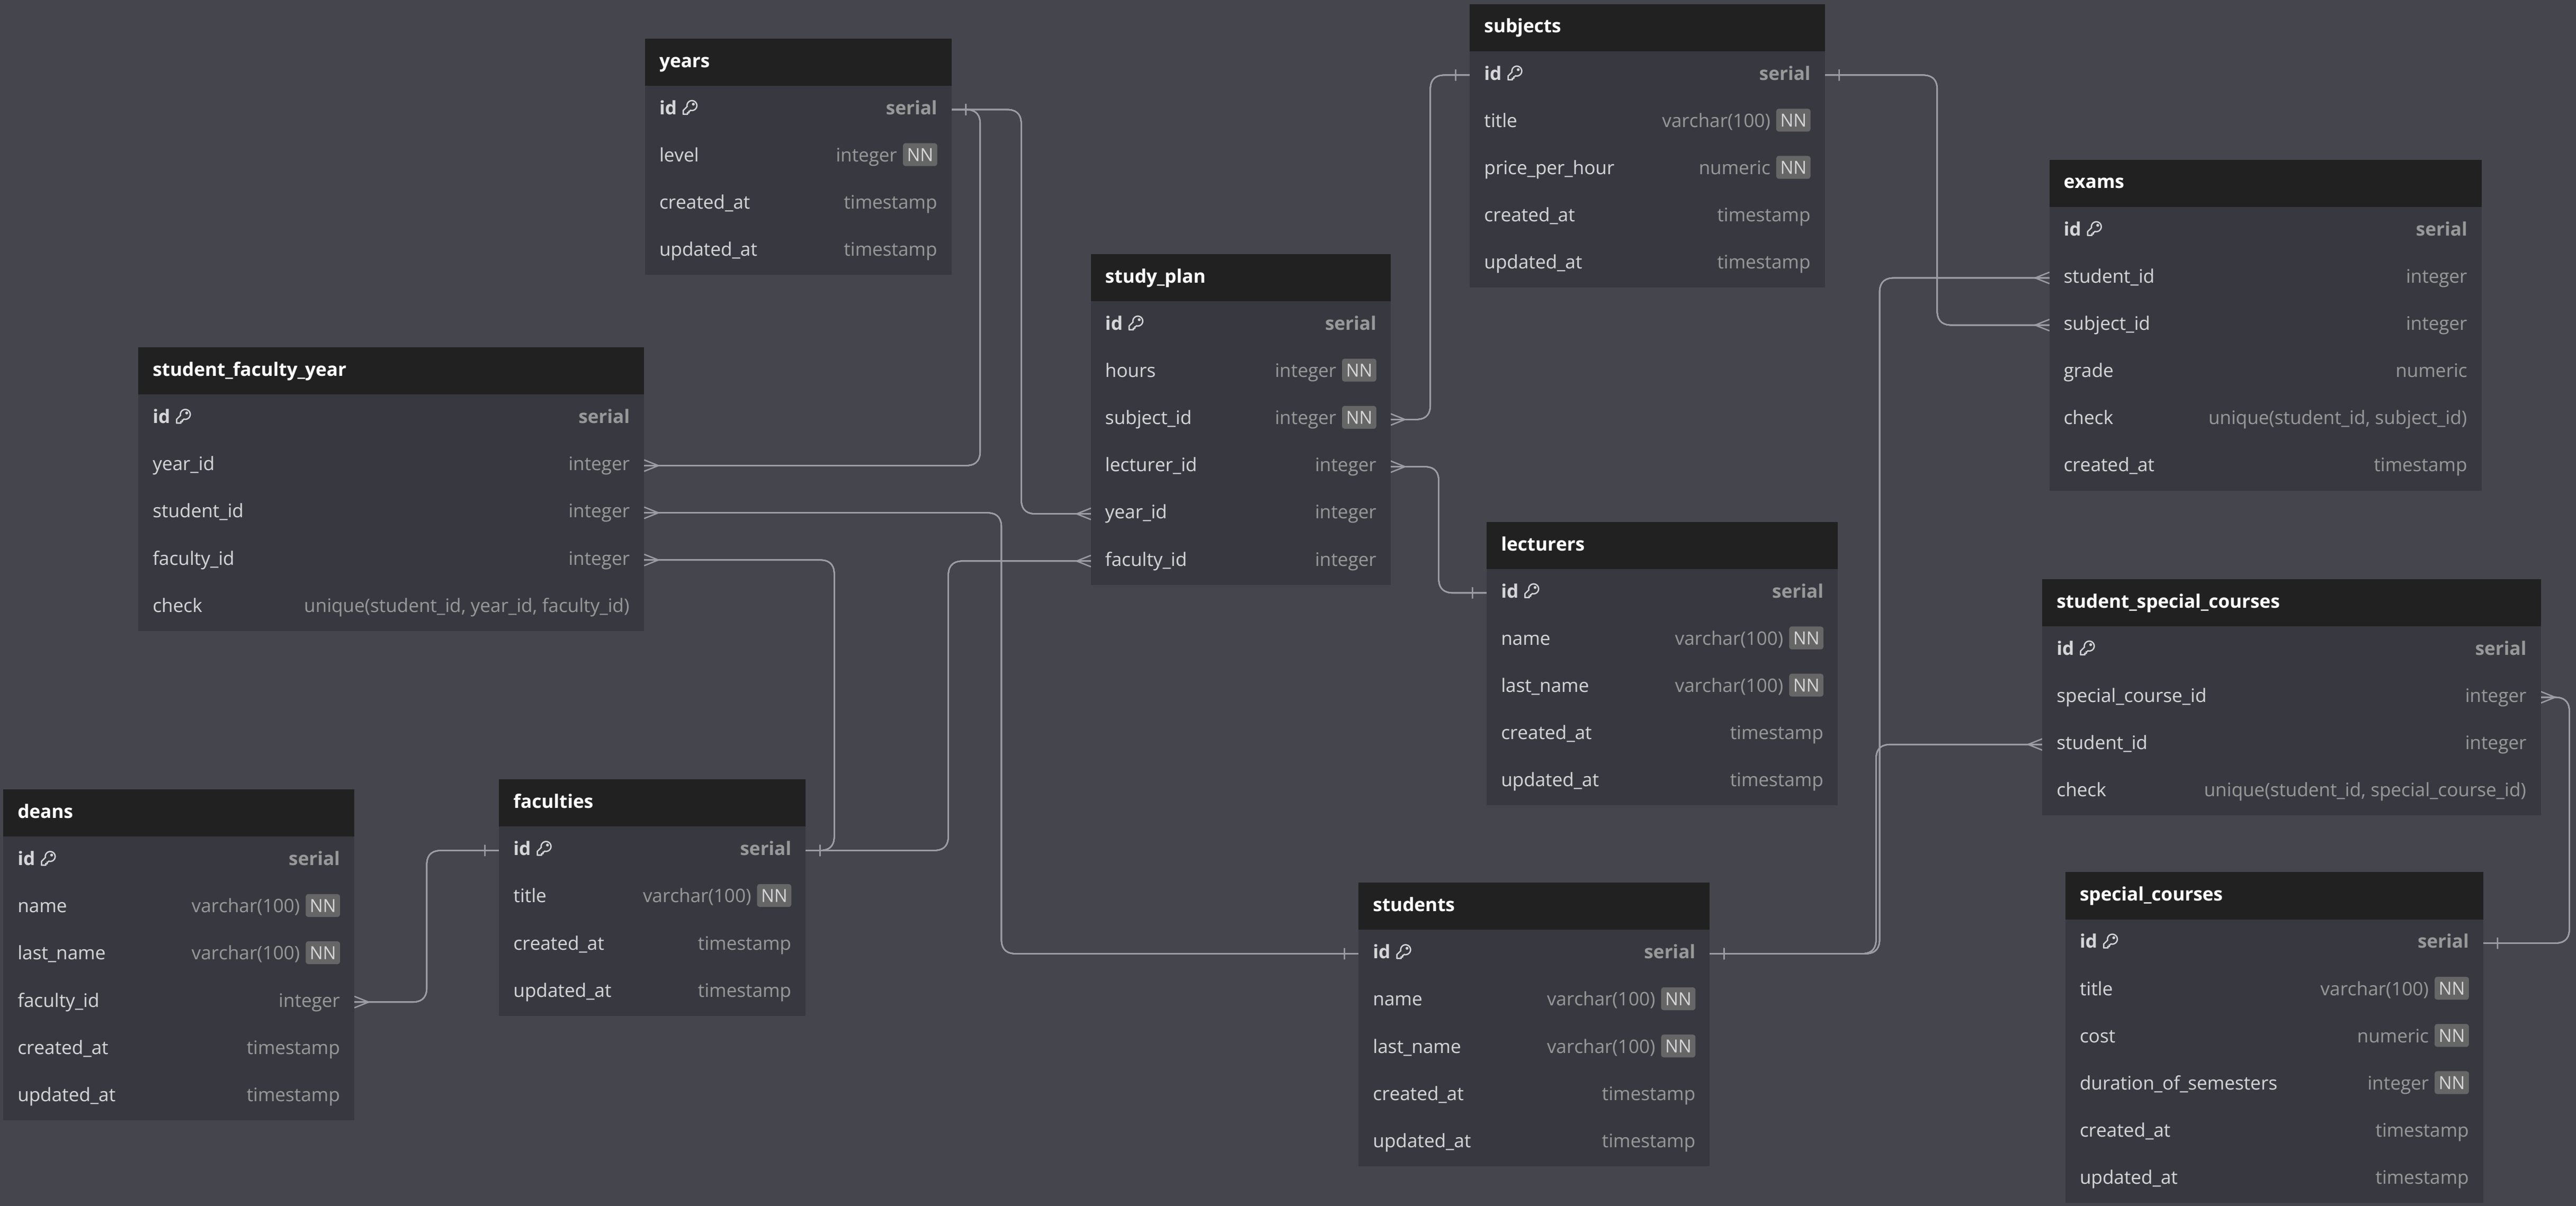 years
id serial
level integer NN
created_at timestamp
updated_at timestamp
subjects
id serial
title varchar(100) NN
price_per_hour numeric NN
created_at timestamp
updated_at timestamp
exams
id serial
student_id integer
subject_id integer
grade numeric
check unique(student_id, subject_id)
created_at timestamp
study_plan
id serial
hours integer NN
subject_id integer NN
lecturer_id integer
year_id integer
faculty_id integer
student_faculty_year
id serial
year_id integer
student_id integer
faculty_id integer
check unique(student_id, year_id, faculty_id)
lecturers
id serial
name varchar(100) NN
last_name varchar(100) NN
created_at timestamp
updated_at timestamp
student_special_courses
id serial
special_course_id integer
student_id integer
check unique(student_id, special_course_id)
deans
id serial
name varchar(100) NN
last_name varchar(100) NN
faculty_id integer
created_at timestamp
updated_at timestamp
faculties
id serial
title varchar(100) NN
created_at timestamp
updated_at timestamp
students
id serial
name varchar(100) NN
last_name varchar(100) NN
created_at timestamp
updated_at timestamp
special_courses
id serial
title varchar(100) NN
cost numeric NN
duration_of_semesters integer NN
created_at timestamp
updated_at timestamp